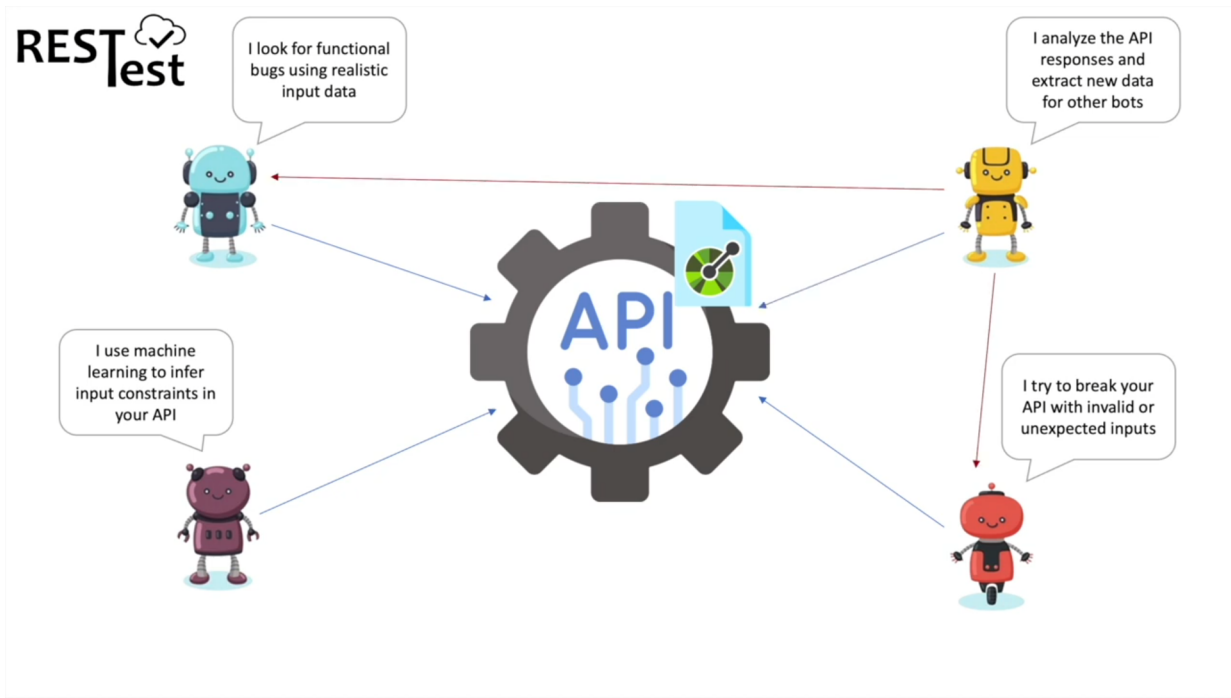 RESTest
I look for functional
bugs using realistic
input data
I analyze the API
responses and
extract new data
for other bots
API
I use machine
learning to infer
input constraints in
your API
I try to break your
API with invalid or
unexpected inputs